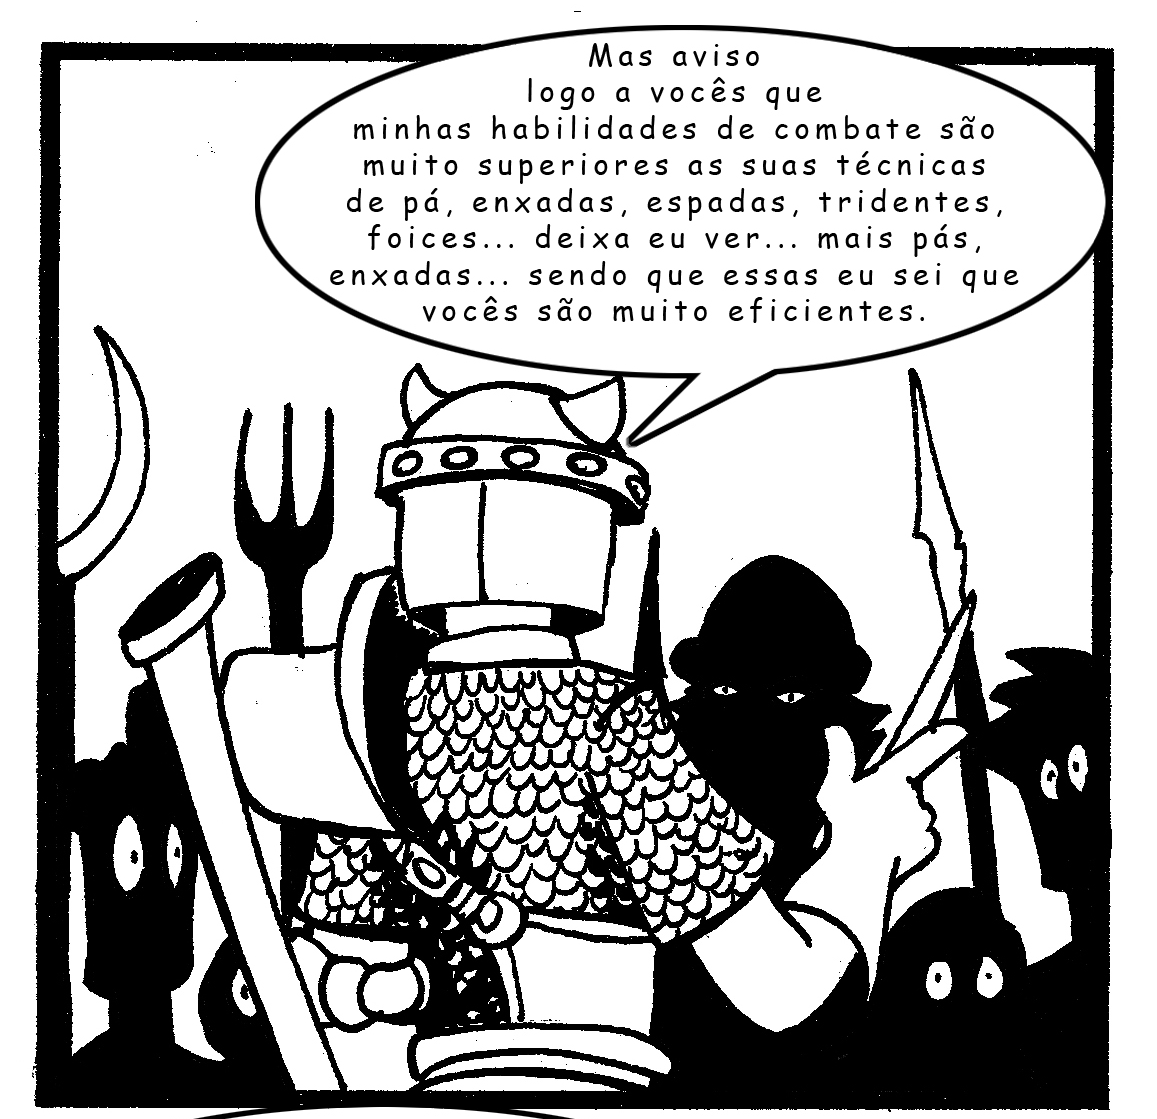 Mas aviso
logo a vocês que
minhas habilidades de combate são
muito superiores as suas técnicas
de pá, enxadas, espadas, tridentes,
foices... deixa eu ver... mais pás,
enxadas... sendo que essas eu sei que
vocês são muito eficientes.